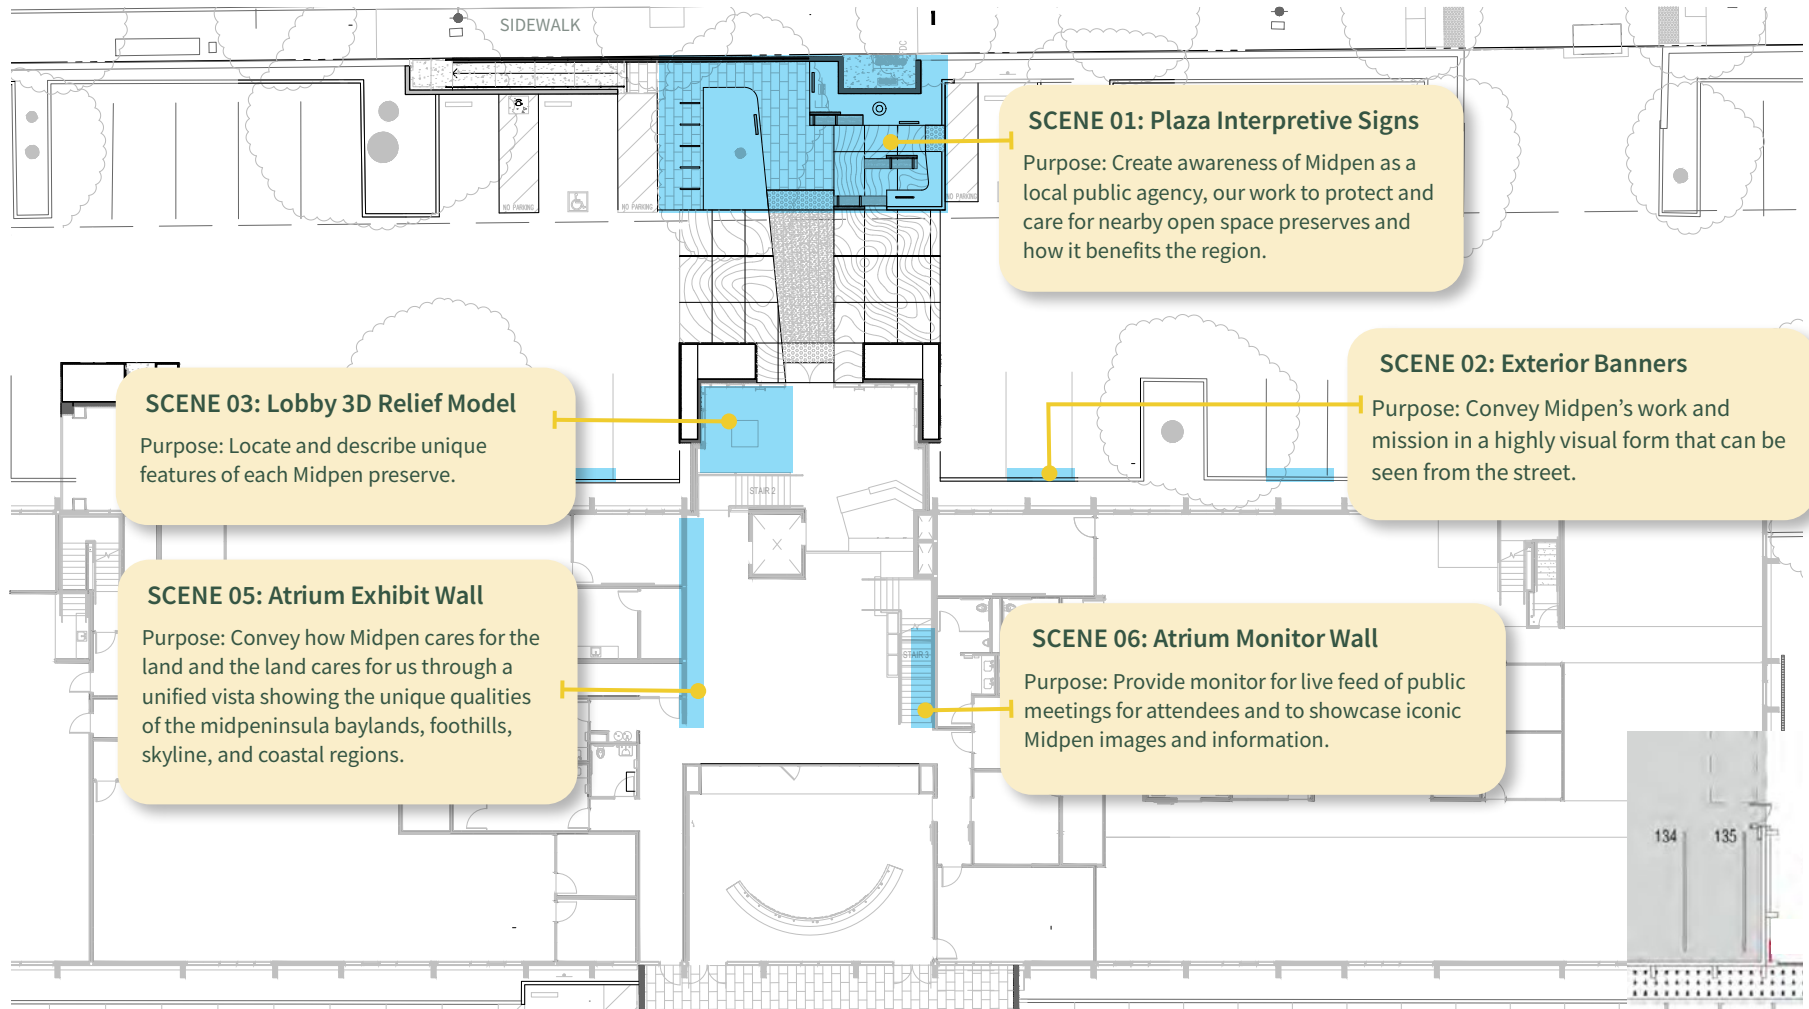 SIDEWALK
SCENE 01: Plaza Interpretive Signs
Purpose: Create awareness of Midpen as a
local public agency, our work to protect and
care for nearby open space preserves and
how it benefits the region.
NO PARKING
NO PARKING
NO PARKING
SCENE 02: Exterior Banners
Purpose: Convey Midpen’s work and
mission in a highly visual form that can be
seen from the street.
SCENE 03: Lobby 3D Relief Model
Purpose: Locate and describe unique
features of each Midpen preserve.
STAIR 2
SCENE 05: Atrium Exhibit Wall
Purpose: Convey how Midpen cares for the
land and the land cares for us through a
unified vista showing the unique qualities
of the midpeninsula baylands, foothills,
skyline, and coastal regions.
STAIR 3
SCENE 06: Atrium Monitor Wall
Purpose: Provide monitor for live feed of public
meetings for attendees and to showcase iconic
Midpen images and information.
134 135